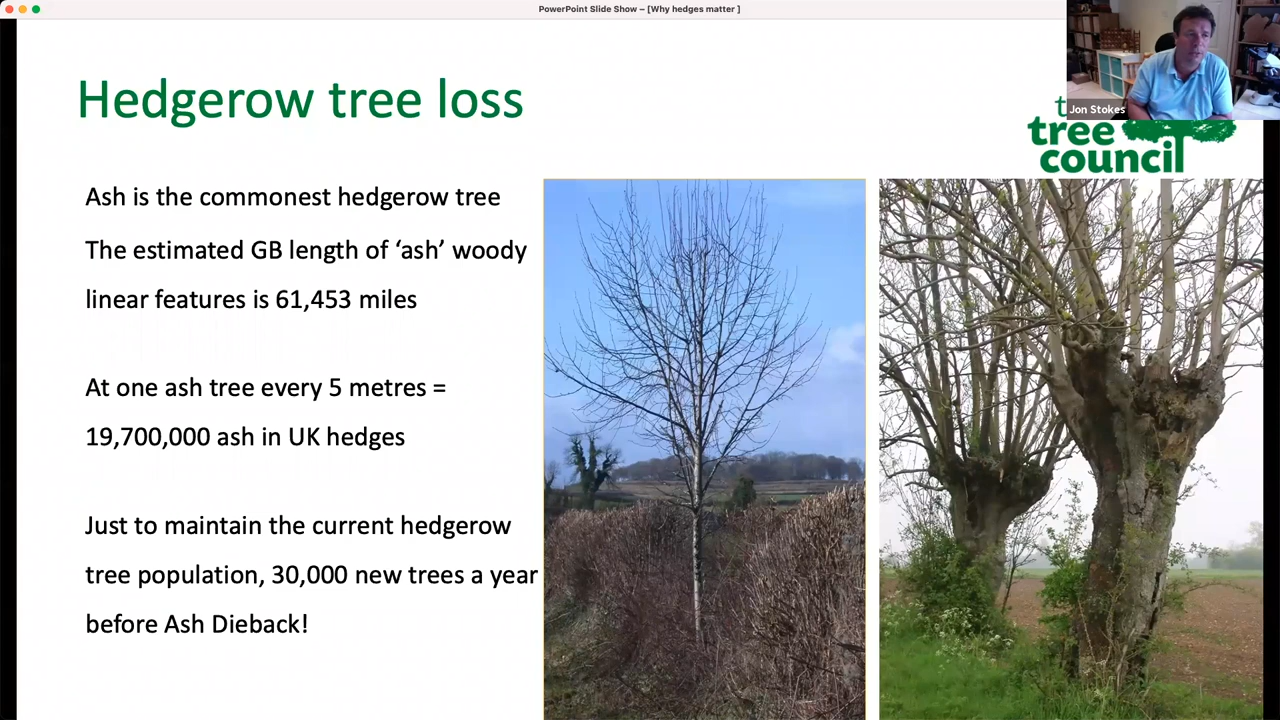 PowerPoint Slide Show – [Why hedges matter ]
Jon Stokes
tree
council
Hedgerow tree loss
Ash is the commonest hedgerow tree
The estimated GB length of ‘ash’ woody
linear features is 61,453 miles
At one ash tree every 5 metres =
19,700,000 ash in UK hedges
Just to maintain the current hedgerow
tree population, 30,000 new trees a year
before Ash Dieback!